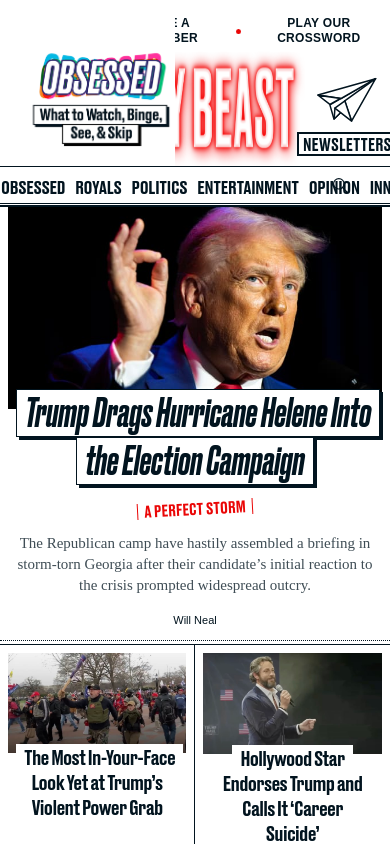 E A
BER
PLAY OUR
CROSSWORD
OBSESSED
What to Watch, Binge,
See, & Skip
Y BEAST
NEWSLETTERS
OBSESSED ROYALS POLITICS ENTERTAINMENT OPINION INN
Trump Drags Hurricane Helene Into
the Election Campaign
A PERFECT STORM
The Republican camp have hastily assembled a briefing in
storm-torn Georgia after their candidate’s initial reaction to
the crisis prompted widespread outcry.
Will Neal
The Most In-Your-Face
Look Yet at Trump’s
Violent Power Grab
Hollywood Star
Endorses Trump and
Calls It ‘Career
Suicide’